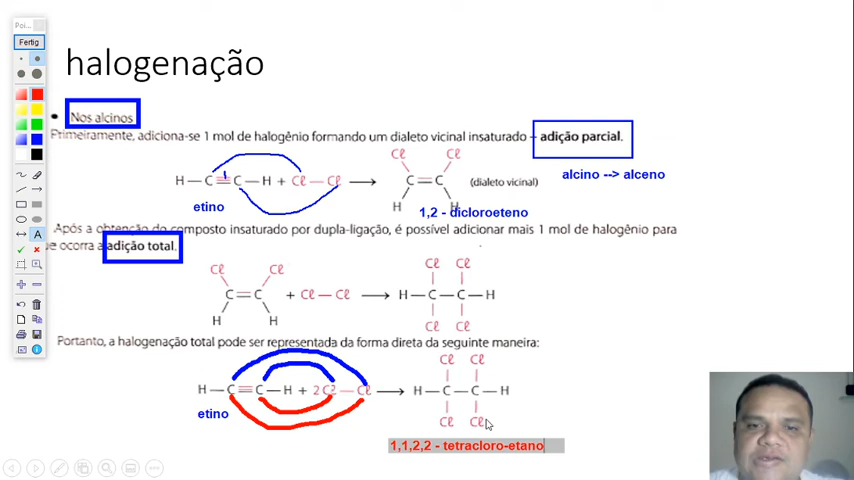 Poi...
Fertig
halogenação
• Nos alcinos
Primeiramente, adiciona-se 1 mol de halogênio formando um dialeto vicinal insaturado – adição parcial.
Cℓ Cℓ
H—C≡C—H + Cℓ—Cℓ → C=C (dialeto vicinal) alcino --> alceno
H H
etino
1,2 - dicloroeteno
Após a obtenção do composto insaturado por dupla-ligação, é possível adicionar mais 1 mol de halogênio para
ue ocorra a adição total.
Cℓ Cℓ Cℓ Cℓ
C=C + Cℓ—Cℓ → H—C—C—H
H H Cℓ Cℓ
Portanto, a halogenação total pode ser representada da forma direta da seguinte maneira:
Cℓ Cℓ
H—C≡C—H + 2Cℓ—Cℓ → H—C—C—H
etino Cℓ Cℓ
1,1,2,2 - tetracloro-etano